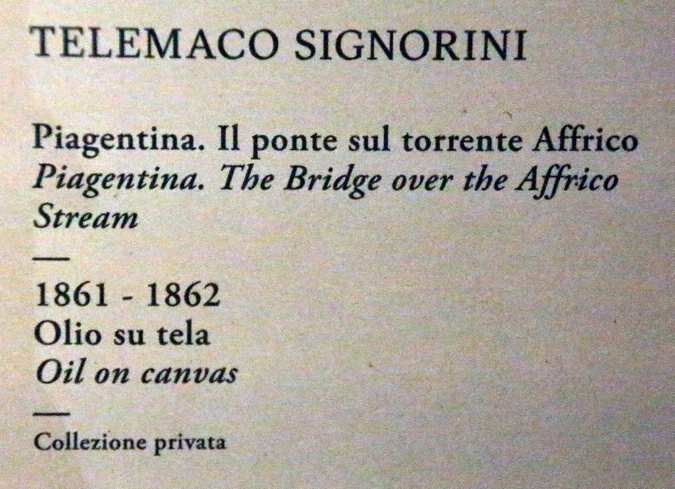 TELEMACO SIGNORINI
Piagentina. Il ponte sul torrente Affrico
Piagentina. The Bridge over the Affrico
Stream
1861 - 1862
Olio su tela
Oil on canvas
Collezione privata